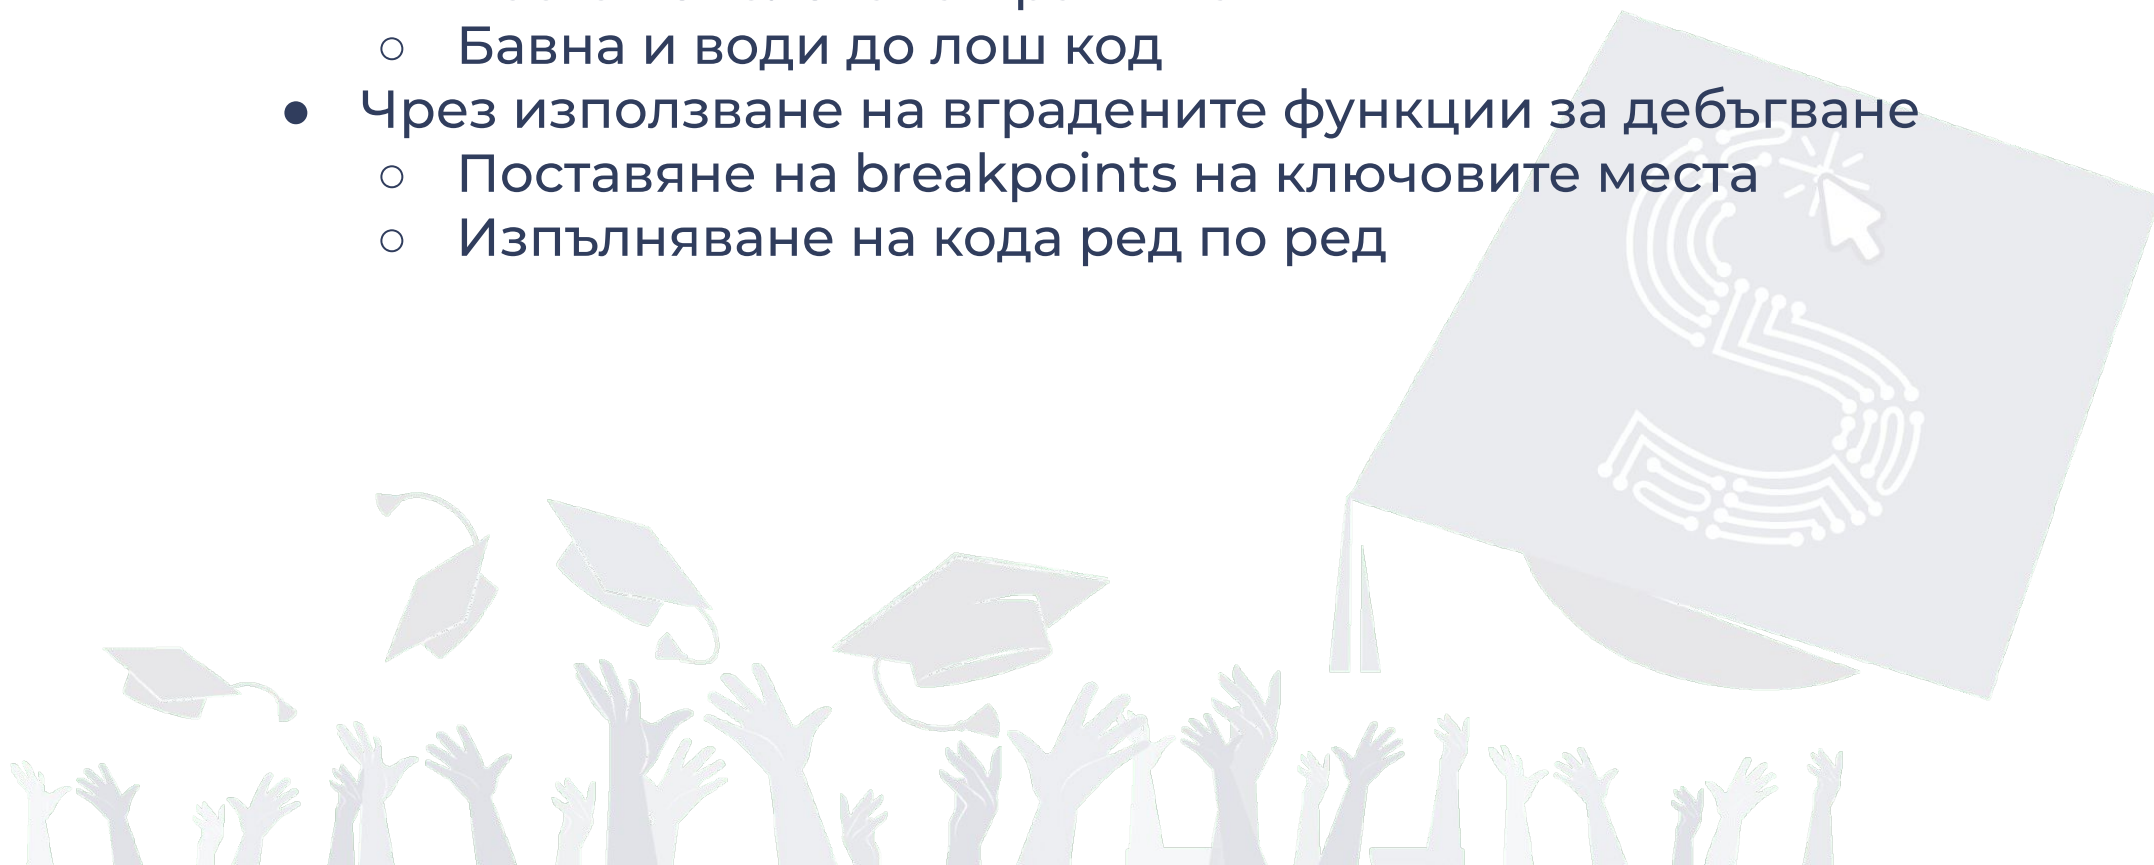 ○ Бавна и води до лош код
● Чрез използване на вградените функции за дебъгване
○ Поставяне на breakpoints на ключовите места
○ Изпълняване на кода ред по ред